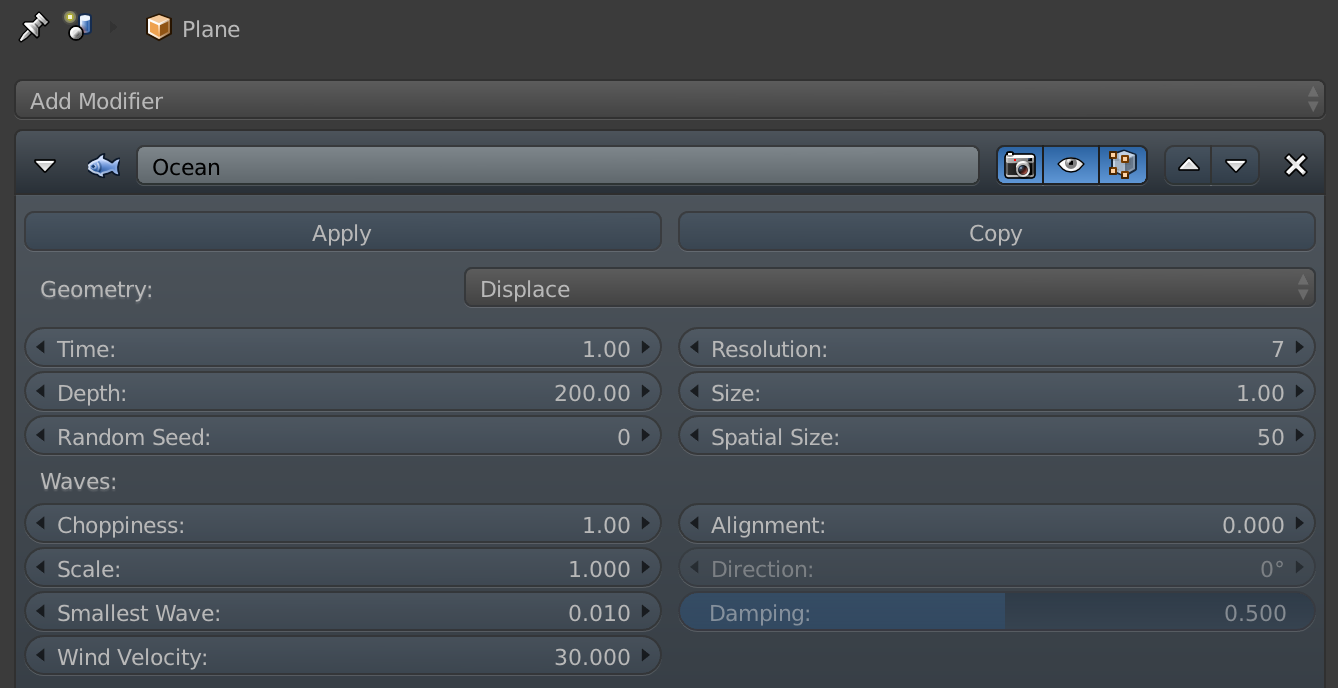 Plane
Add Modifier
Ocean
Apply Copy
Geometry: Displace
Time: 1.00 Resolution: 7
Depth: 200.00 Size: 1.00
Random Seed: 0 Spatial Size: 50
Waves:
Choppiness: 1.00 Alignment: 0.000
Scale: 1.000 Direction: 0°
Smallest Wave: 0.010 Damping: 0.500
Wind Velocity: 30.000